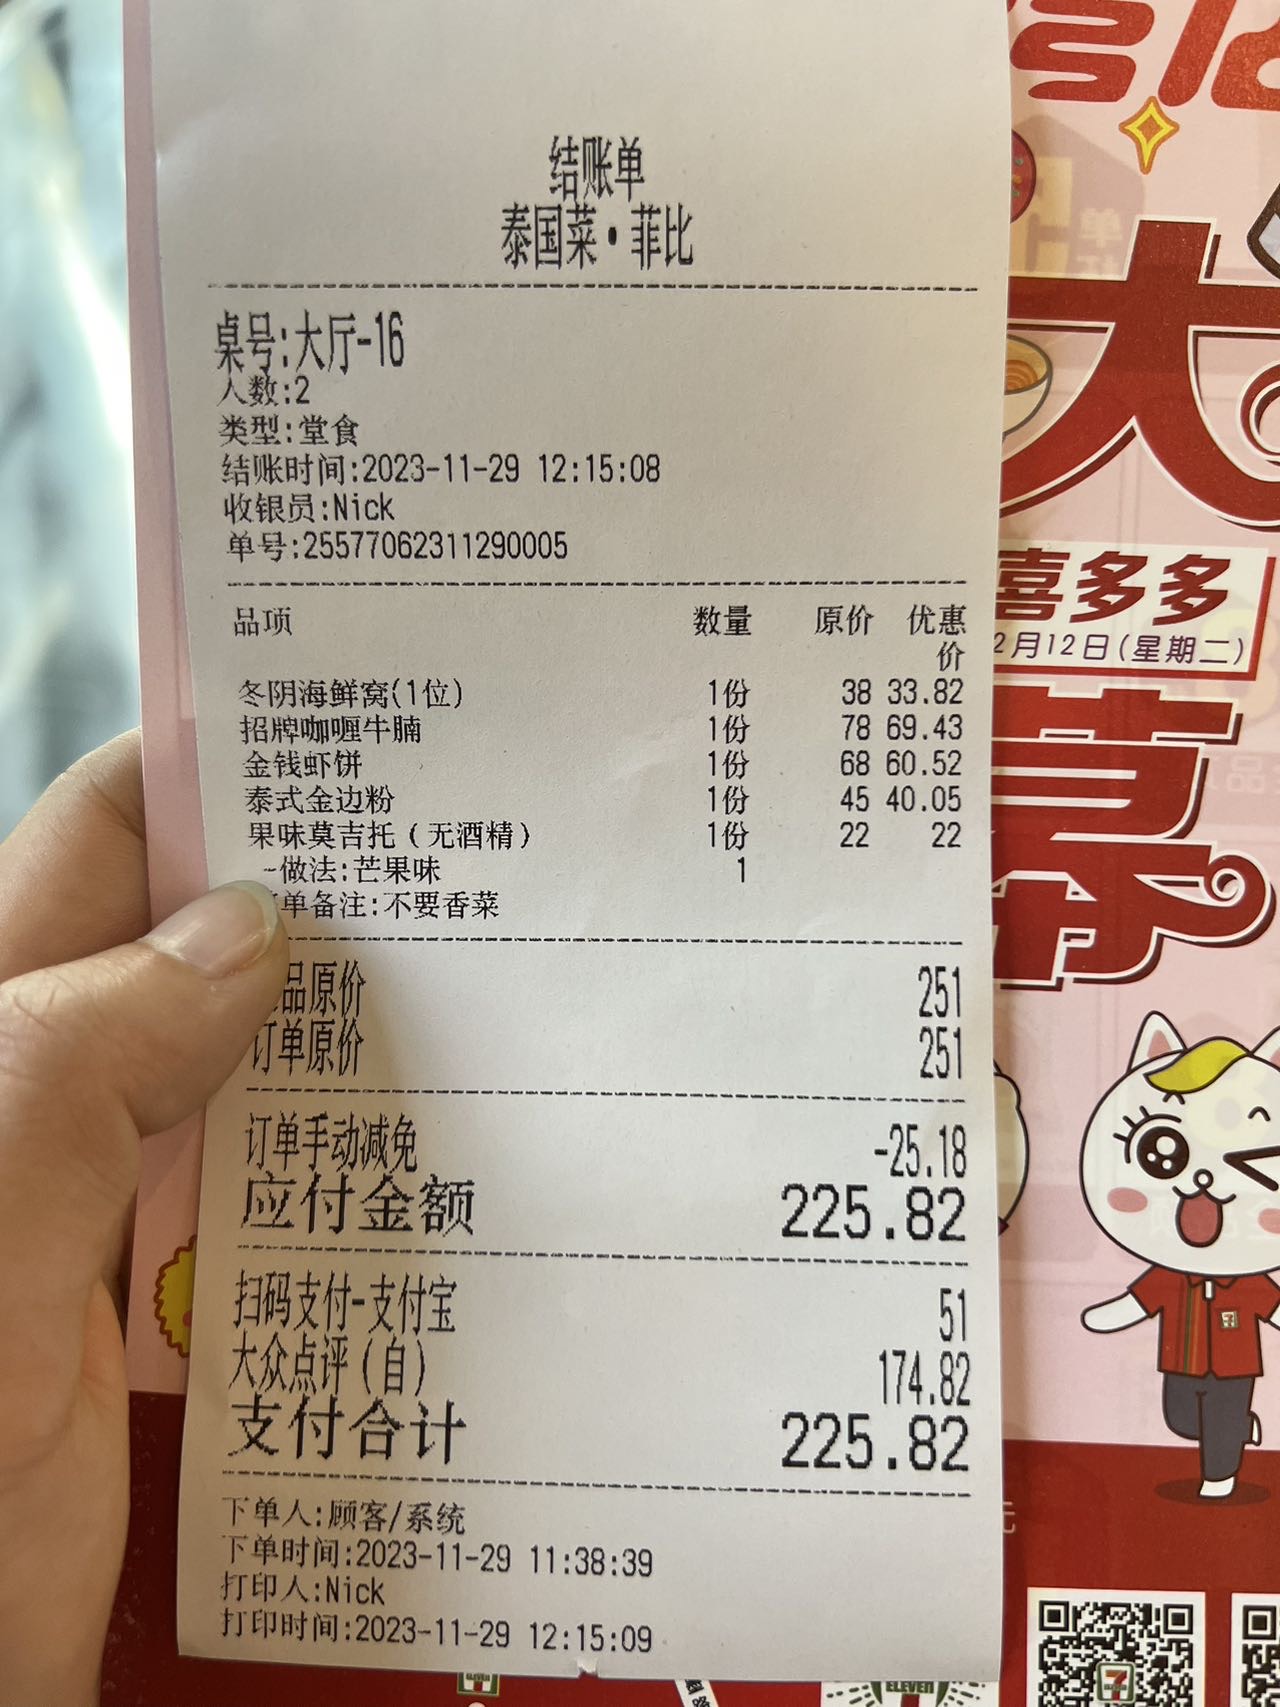 结账单
泰国菜·菲比
桌号:大厅-16
人数:2
类型:堂食
结账时间:2023-11-29 12:15:08
收银员:Nick
单号:25577062311290005
品项 数量 原价 优惠价
冬阴海鲜窝(1位) 1份 38 33.82
招牌咖喱牛腩 1份 78 69.43
金钱虾饼 1份 68 60.52
泰式金边粉 1份 45 40.05
果味莫吉托(无酒精) 1份 22 22
-做法:芒果味 1
单备注:不要香菜
品原价 251
订单原价 251
订单手动减免 -25.18
应付金额 225.82
扫码支付-支付宝 51
大众点评(自) 174.82
支付合计 225.82
下单人:顾客/系统
下单时间:2023-11-29 11:38:39
打印人:Nick
打印时间:2023-11-29 12:15:09
大
喜多多
2月12日(星期二)
7
ELEVEN